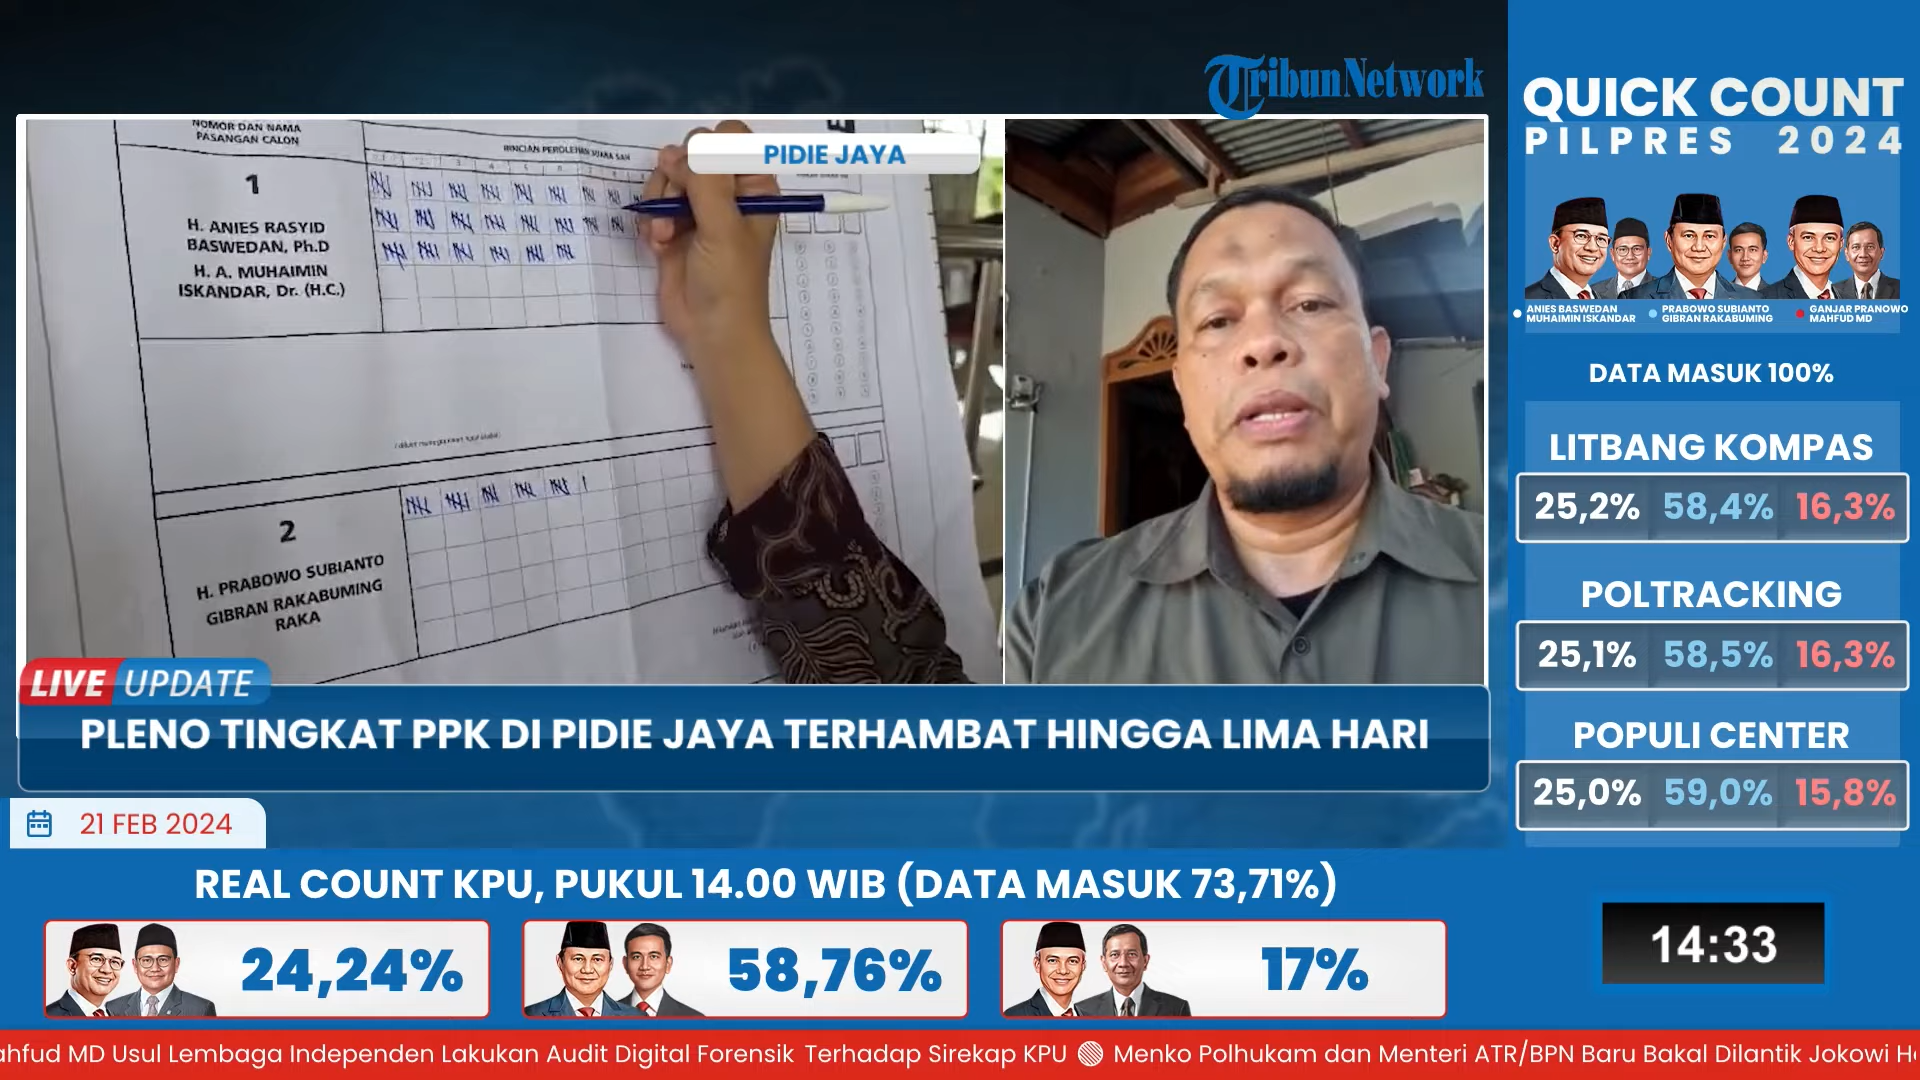 TribunNetwork
NOMOR DAN NAMA
PASANGAN CALON
RINCIAN PEROLEHAN SUARA SAH
PIDIE JAYA
1
H. ANIES RASYID
BASWEDAN, Ph.D
H. A. MUHAIMIN
ISKANDAR, Dr. (H.C.)
2
H. PRABOWO SUBIANTO
GIBRAN RAKABUMING
RAKA
LIVE UPDATE
PLENO TINGKAT PPK DI PIDIE JAYA TERHAMBAT HINGGA LIMA HARI
21 FEB 2024
QUICK COUNT
PILPRES 2024
ANIES BASWEDAN
MUHAIMIN ISKANDAR
PRABOWO SUBIANTO
GIBRAN RAKABUMING
GANJAR PRANOWO
MAHFUD MD
DATA MASUK 100%
LITBANG KOMPAS
25,2% 58,4% 16,3%
POLTRACKING
25,1% 58,5% 16,3%
POPULI CENTER
25,0% 59,0% 15,8%
REAL COUNT KPU, PUKUL 14.00 WIB (DATA MASUK 73,71%)
24,24% 58,76% 17%
14:33
ahfud MD Usul Lembaga Independen Lakukan Audit Digital Forensik Terhadap Sirekap KPU Menko Polhukam dan Menteri ATR/BPN Baru Bakal Dilantik Jokowi H